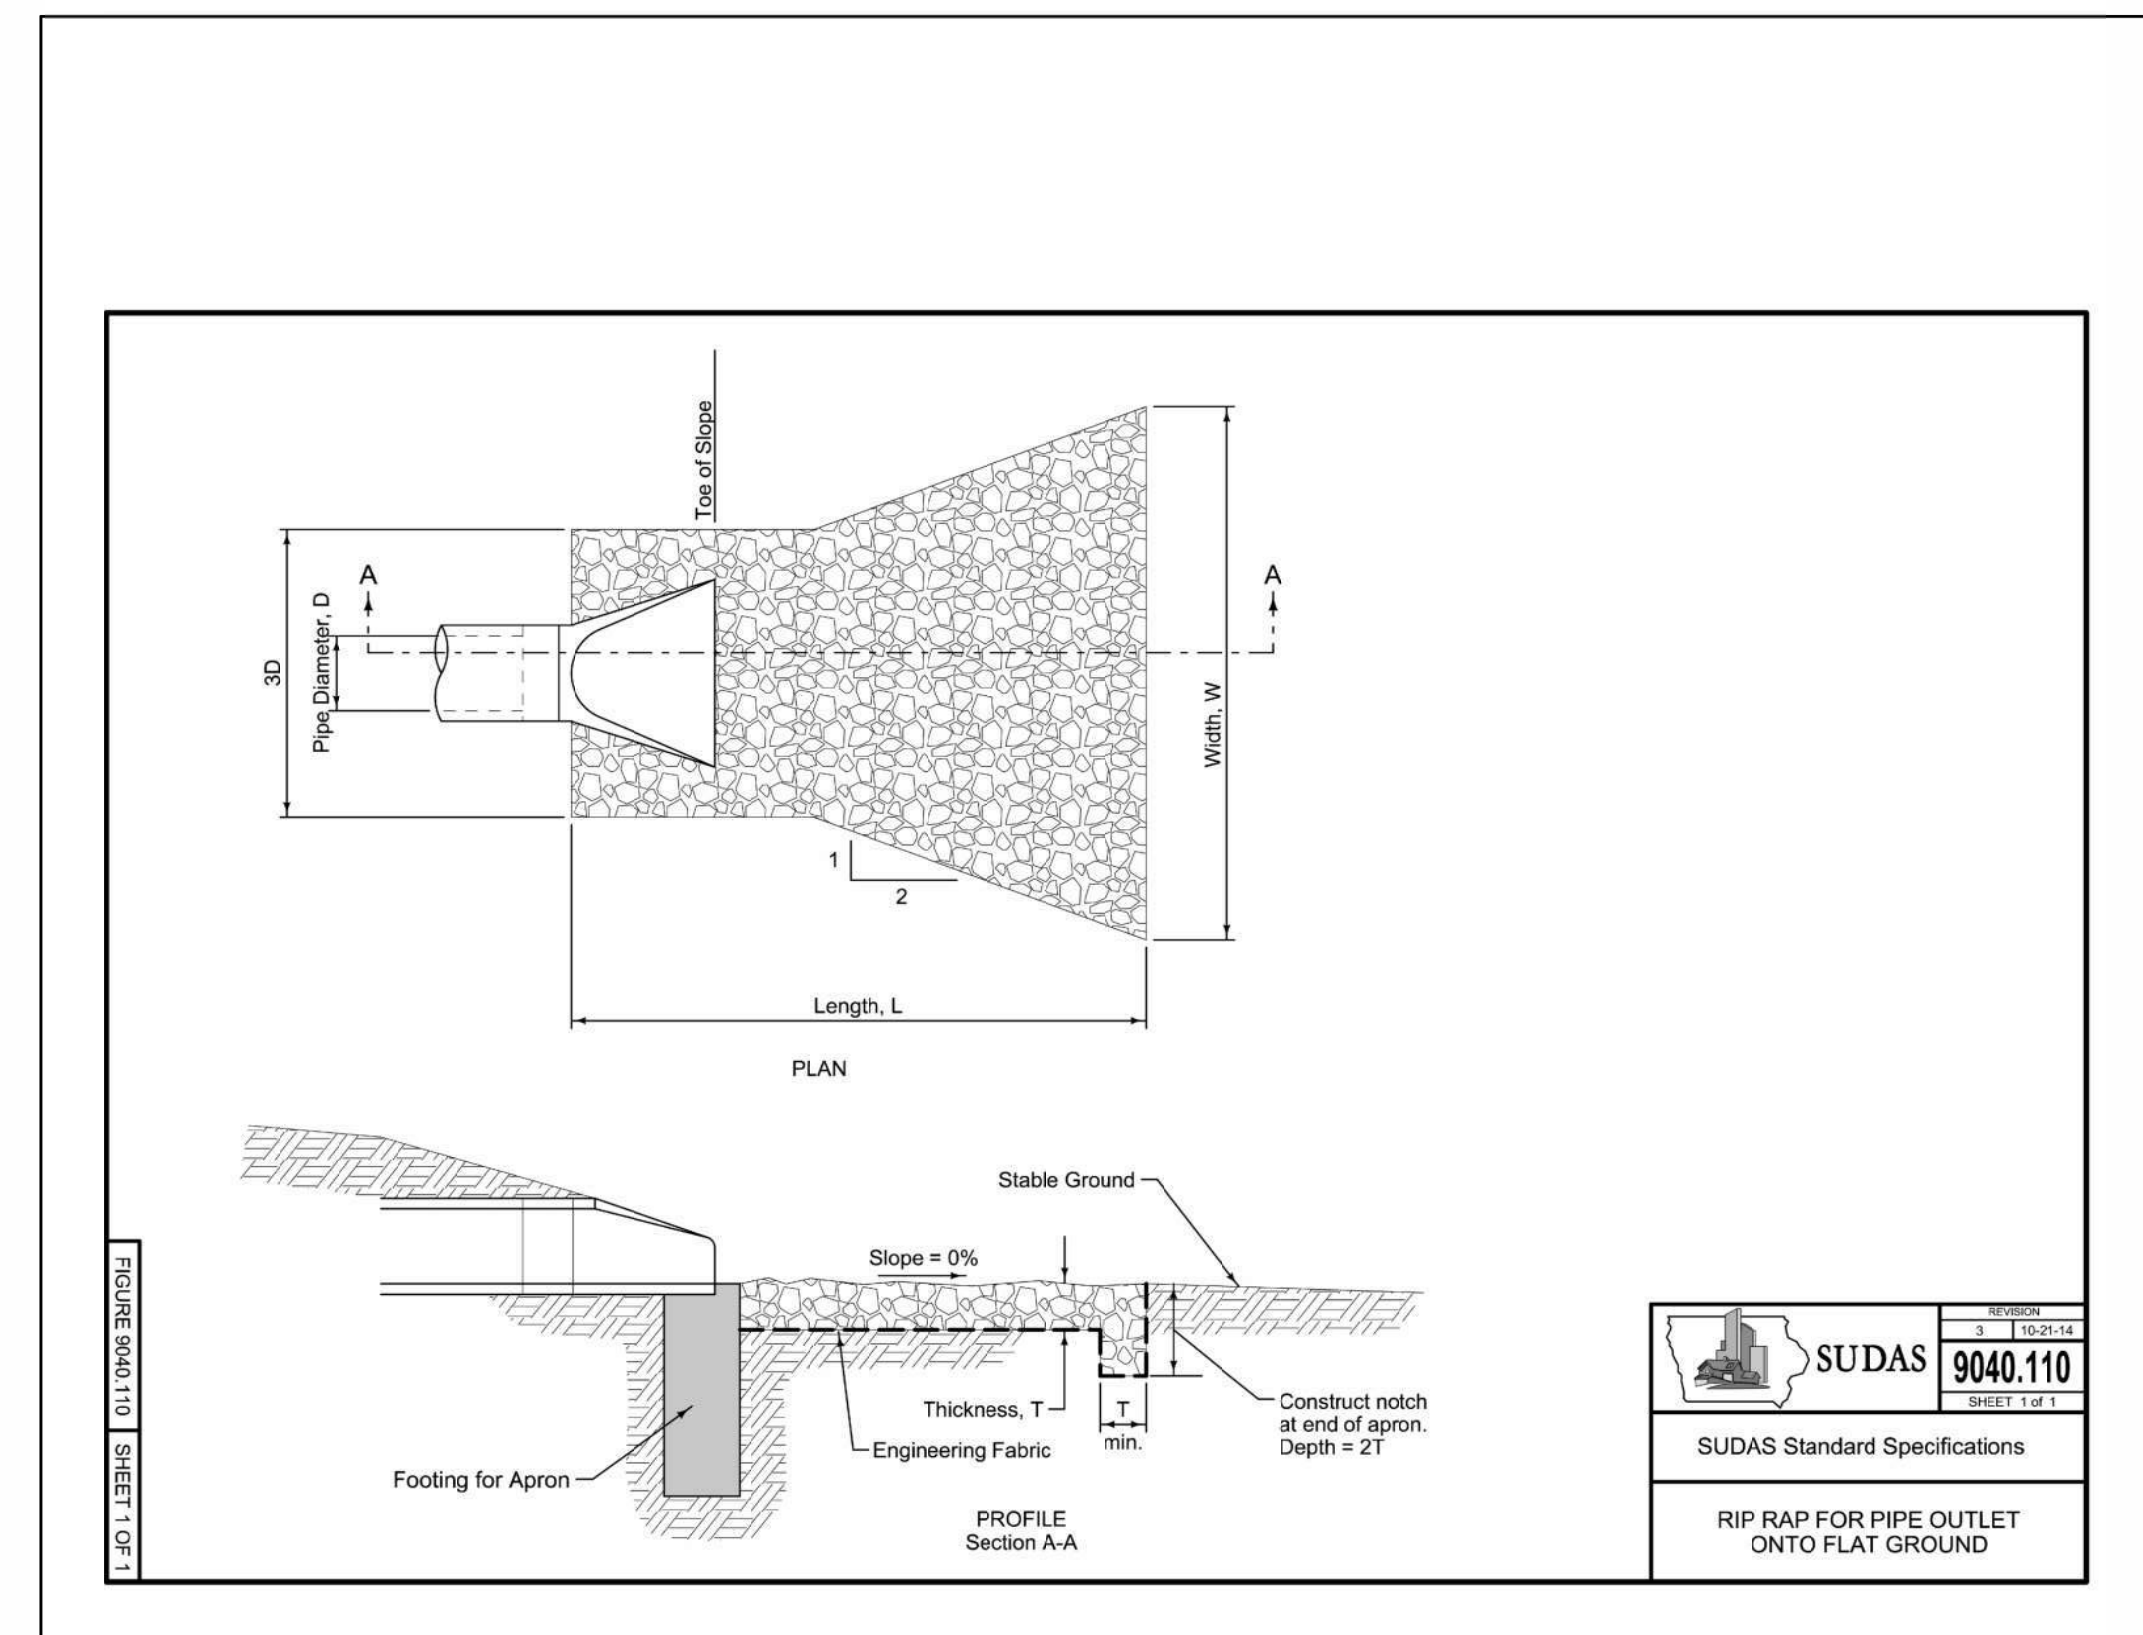 Toe of Slope
A
A
3D
Pipe Diameter, D
Width, W
1
2
Length, L
PLAN
Stable Ground
Slope = 0%
Thickness, T
T
min.
Engineering Fabric
Construct notch
at end of apron.
Depth = 2T
Footing for Apron
PROFILE
Section A-A
FIGURE 9040.110
SHEET 1 OF 1
SUDAS
REVISION
3
10-21-14
9040.110
SHEET 1 of 1
SUDAS Standard Specifications
RIP RAP FOR PIPE OUTLET
ONTO FLAT GROUND